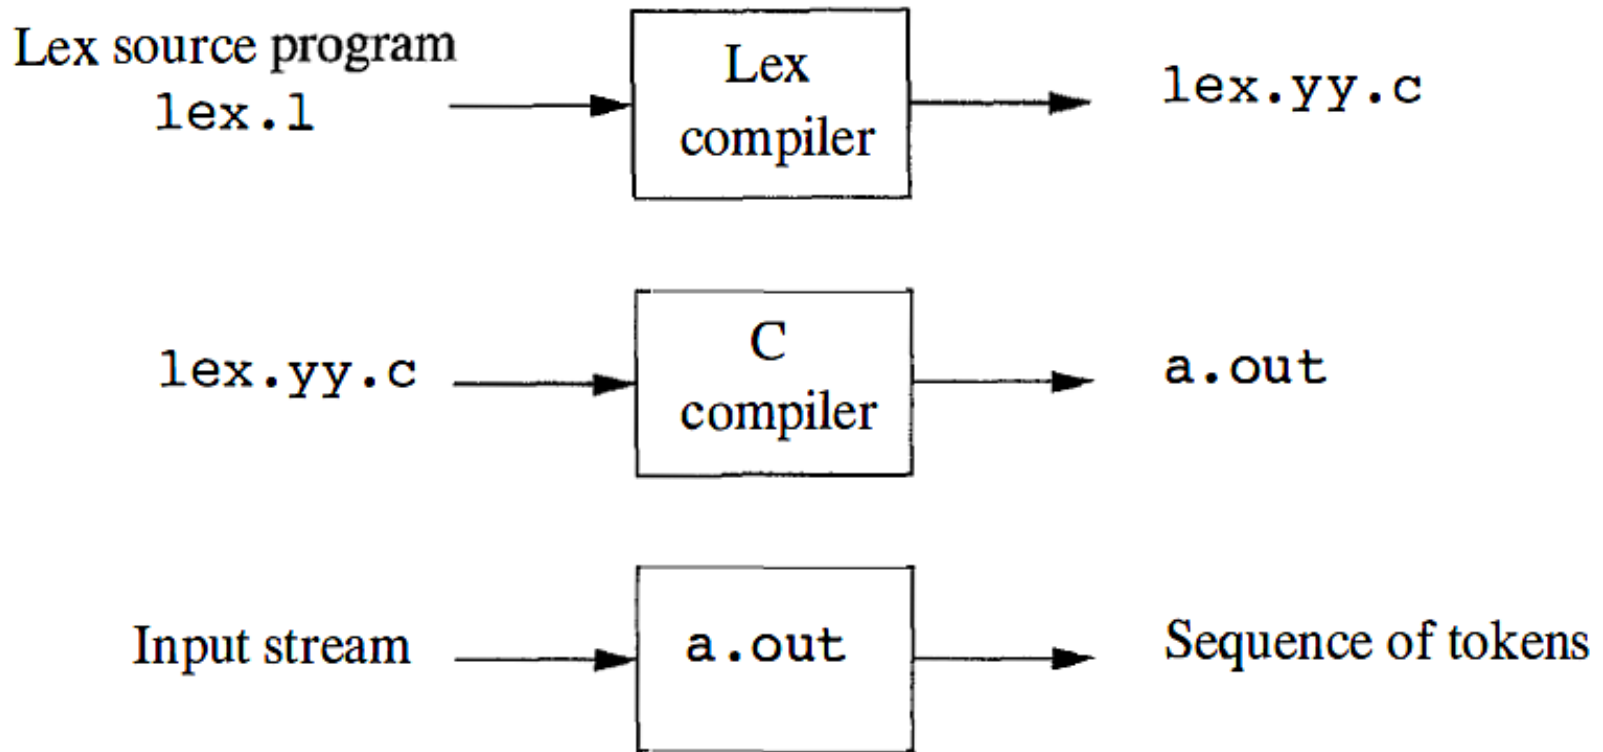 Lex source program
lex.l
Lex
compiler
lex.yy.c
lex.yy.c
C
compiler
a.out
Input stream
a.out
Sequence of tokens